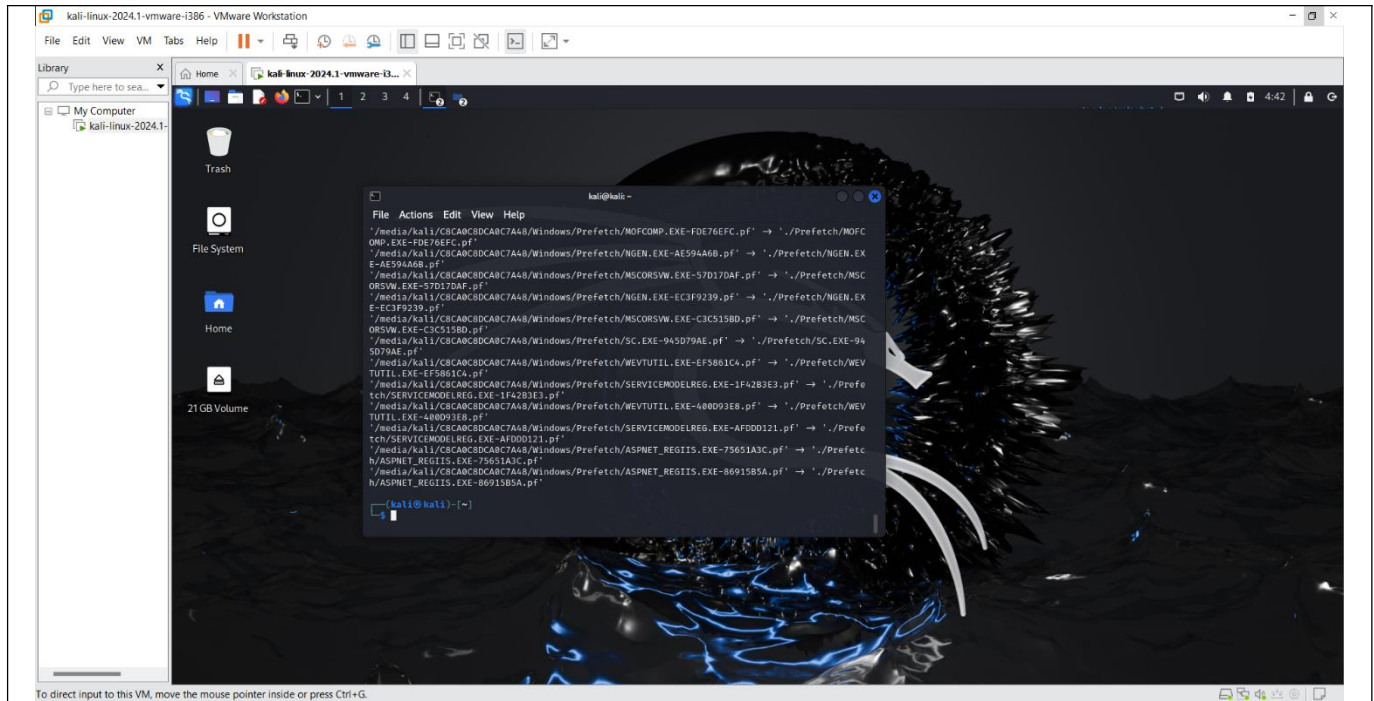 kali-linux-2024.1-vmware-i386 - VMware Workstation
File Edit View VM Tabs Help
Library
Home
kali-linux-2024.1-vmware-i3...
Type here to sea...
1 2 3 4
4:42
My Computer
kali-linux-2024.1-
Trash
File System
Home
21 GB Volume
kali@kali: ~
File Actions Edit View Help
'/media/kali/C8CA0C8DCA0C7A48/Windows/Prefetch/MOFCOMP.EXE-FDE76EFC.pf' → './Prefetch/MOFC
OMP.EXE-FDE76EFC.pf'
'/media/kali/C8CA0C8DCA0C7A48/Windows/Prefetch/NGEN.EXE-AE594A6B.pf' → './Prefetch/NGEN.EX
E-AE594A6B.pf'
'/media/kali/C8CA0C8DCA0C7A48/Windows/Prefetch/MSCORSVW.EXE-57D17DAF.pf' → './Prefetch/MSC
ORSVW.EXE-57D17DAF.pf'
'/media/kali/C8CA0C8DCA0C7A48/Windows/Prefetch/NGEN.EXE-EC3F9239.pf' → './Prefetch/NGEN.EX
E-EC3F9239.pf'
'/media/kali/C8CA0C8DCA0C7A48/Windows/Prefetch/MSCORSVW.EXE-C3C515BD.pf' → './Prefetch/MSC
ORSVW.EXE-C3C515BD.pf'
'/media/kali/C8CA0C8DCA0C7A48/Windows/Prefetch/SC.EXE-945D79AE.pf' → './Prefetch/SC.EXE-94
5D79AE.pf'
'/media/kali/C8CA0C8DCA0C7A48/Windows/Prefetch/WEVTUTIL.EXE-EF5861C4.pf' → './Prefetch/WEV
TUTIL.EXE-EF5861C4.pf'
'/media/kali/C8CA0C8DCA0C7A48/Windows/Prefetch/SERVICEMODELREG.EXE-1F42B3E3.pf' → './Prefe
tch/SERVICEMODELREG.EXE-1F42B3E3.pf'
'/media/kali/C8CA0C8DCA0C7A48/Windows/Prefetch/WEVTUTIL.EXE-400D93E8.pf' → './Prefetch/WEV
TUTIL.EXE-400D93E8.pf'
'/media/kali/C8CA0C8DCA0C7A48/Windows/Prefetch/SERVICEMODELREG.EXE-AFDDD121.pf' → './Prefe
tch/SERVICEMODELREG.EXE-AFDDD121.pf'
'/media/kali/C8CA0C8DCA0C7A48/Windows/Prefetch/ASPNET_REGIIS.EXE-75651A3C.pf' → './Prefetc
h/ASPNET_REGIIS.EXE-75651A3C.pf'
'/media/kali/C8CA0C8DCA0C7A48/Windows/Prefetch/ASPNET_REGIIS.EXE-86915B5A.pf' → './Prefetc
h/ASPNET_REGIIS.EXE-86915B5A.pf'
(kali㉿kali)-[~]
$
To direct input to this VM, move the mouse pointer inside or press Ctrl+G.